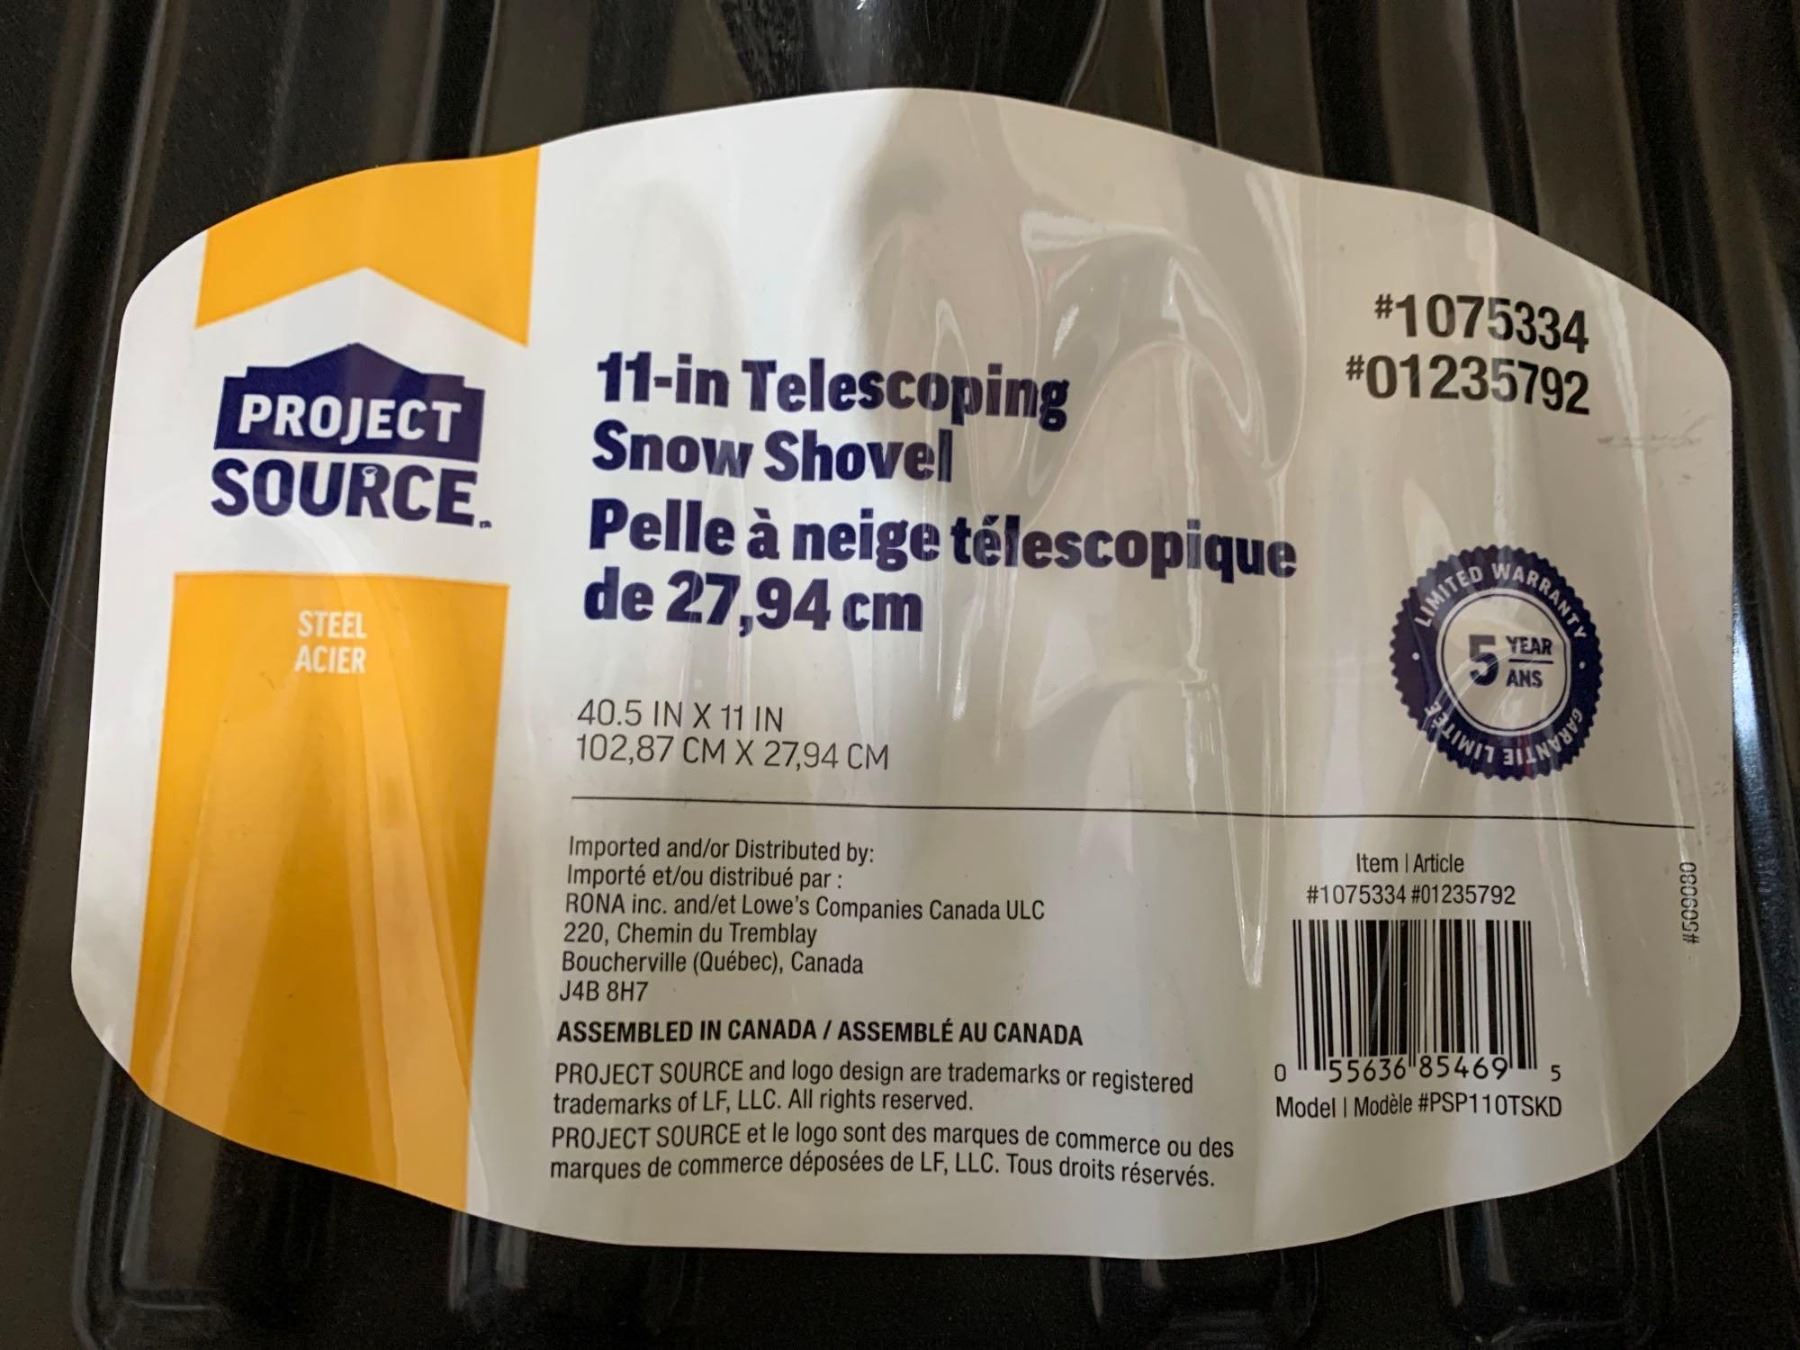 PROJECT
SOURCE
STEEL
ACIER
11-in Telescoping
Snow Shovel
Pelle à neige télescopique
de 27,94 cm
40.5 IN X 11 IN
102,87 CM X 27,94 CM
#1075334
#01235792
LIMITED WARRANTY
5 YEAR
ANS
GARANTIE LIMITÉE
Imported and/or Distributed by:
Importé et/ou distribué par :
RONA inc. and/et Lowe's Companies Canada ULC
220, Chemin du Tremblay
Boucherville (Québec), Canada
J4B 8H7
ASSEMBLED IN CANADA / ASSEMBLÉ AU CANADA
PROJECT SOURCE and logo design are trademarks or registered
trademarks of LF, LLC. All rights reserved.
PROJECT SOURCE et le logo sont des marques de commerce ou des
marques de commerce déposées de LF, LLC. Tous droits réservés.
Item | Article
#1075334 #01235792
0 55636 85469 5
Model | Modèle #PSP110TSKD